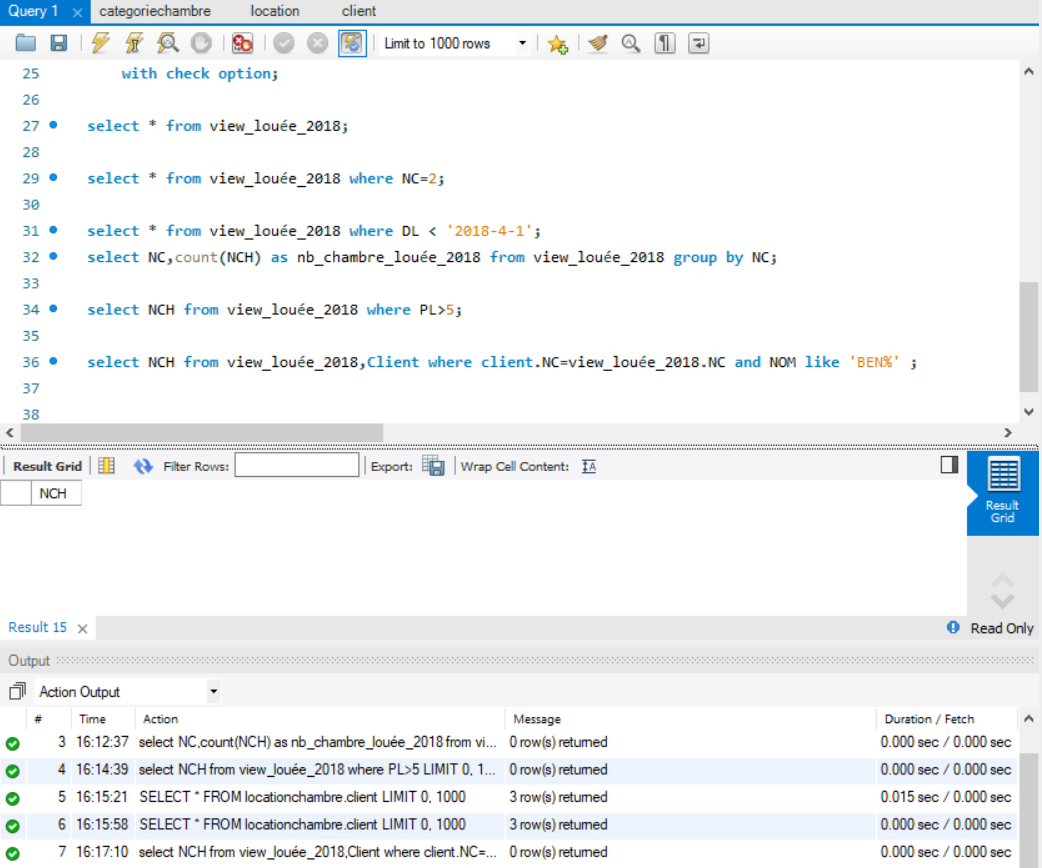 Query 1 × categoriechambre location client
Limit to 1000 rows
25 with check option;
26
27 select * from view_louée_2018;
28
29 select * from view_louée_2018 where NC=2;
30
31 select * from view_louée_2018 where DL < '2018-4-1';
32 select NC,count(NCH) as nb_chambre_louée_2018 from view_louée_2018 group by NC;
33
34 select NCH from view_louée_2018 where PL>5;
35
36 select NCH from view_louée_2018,Client where client.NC=view_louée_2018.NC and NOM like 'BEN%' ;
37
38
Result Grid Filter Rows: Export: Wrap Cell Content: IA
NCH
Result
Grid
Result 15 × Read Only
Output
Action Output
# Time Action Message Duration / Fetch
3 16:12:37 select NC,count(NCH) as nb_chambre_louée_2018 from vi... 0 row(s) returned 0.000 sec / 0.000 sec
4 16:14:39 select NCH from view_louée_2018 where PL>5 LIMIT 0, 1... 0 row(s) returned 0.000 sec / 0.000 sec
5 16:15:21 SELECT * FROM locationchambre.client LIMIT 0, 1000 3 row(s) returned 0.015 sec / 0.000 sec
6 16:15:58 SELECT * FROM locationchambre.client LIMIT 0, 1000 3 row(s) returned 0.000 sec / 0.000 sec
7 16:17:10 select NCH from view_louée_2018,Client where client.NC=... 0 row(s) returned 0.000 sec / 0.000 sec